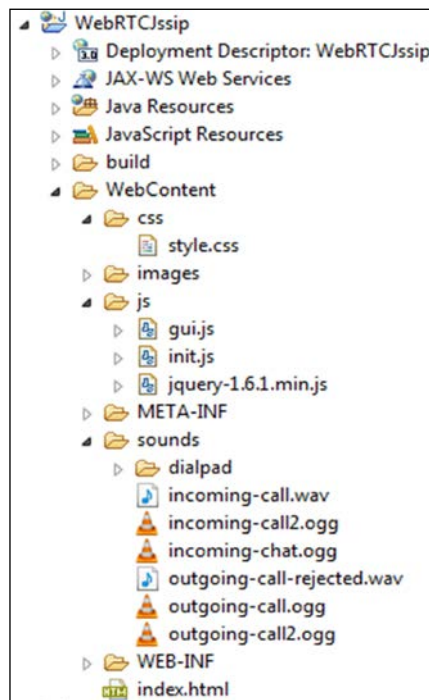 WebRTCJssip
3.0 Deployment Descriptor: WebRTCJssip
JAX-WS Web Services
Java Resources
JavaScript Resources
build
WebContent
css
style.css
images
js
gui.js
init.js
jquery-1.6.1.min.js
META-INF
sounds
dialpad
incoming-call.wav
incoming-call2.ogg
incoming-chat.ogg
outgoing-call-rejected.wav
outgoing-call.ogg
outgoing-call2.ogg
WEB-INF
index.html